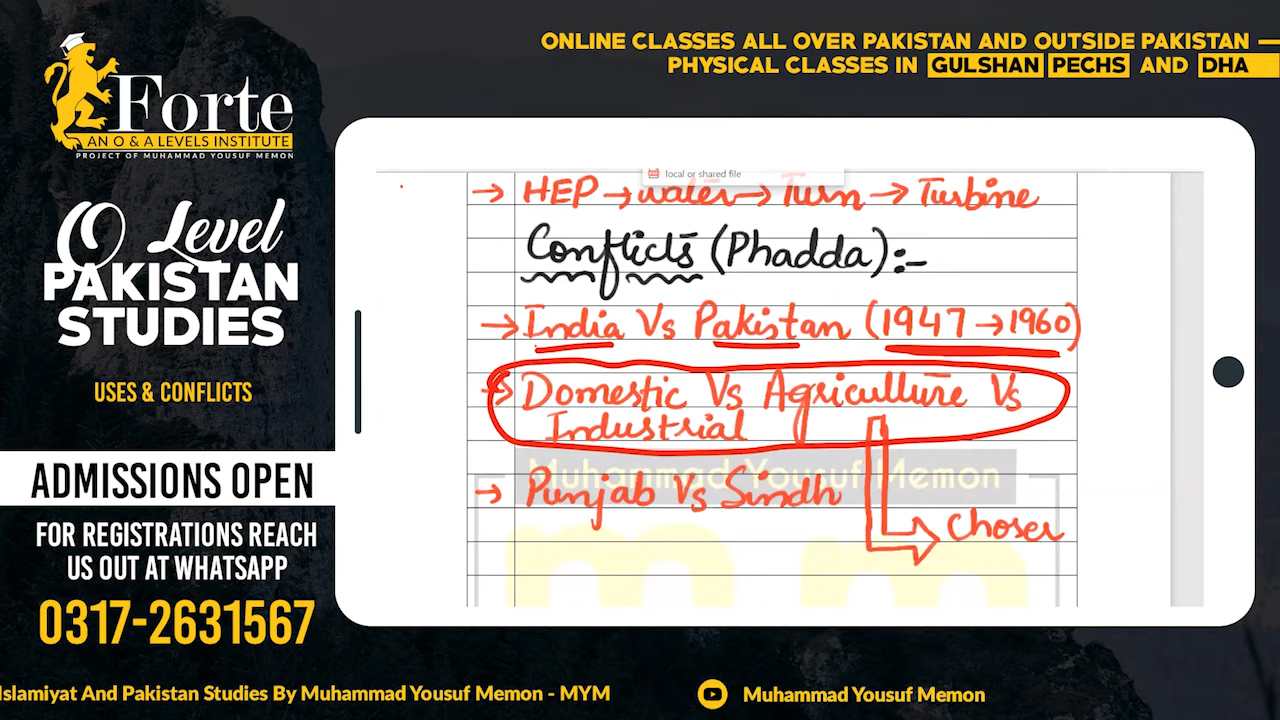 ONLINE CLASSES ALL OVER PAKISTAN AND OUTSIDE PAKISTAN
PHYSICAL CLASSES IN GULSHAN PECHS AND DHA
Forte
AN O & A LEVELS INSTITUTE
PROJECT OF MUHAMMAD YOUSUF MEMON
O Level
PAKISTAN
STUDIES
USES & CONFLICTS
ADMISSIONS OPEN
FOR REGISTRATIONS REACH
US OUT AT WHATSAPP
0317-2631567
local or shared file
→ HEP → water → Turn → Turbine
Conflicts (Phadda):-
→ India Vs Pakistan (1947 → 1960)
→ Domestic Vs Agriculture Vs
Industrial
Muhammad Yousuf Memon
→ Punjab Vs Sindh
Choser
m m
Islamiyat And Pakistan Studies By Muhammad Yousuf Memon - MYM
Muhammad Yousuf Memon